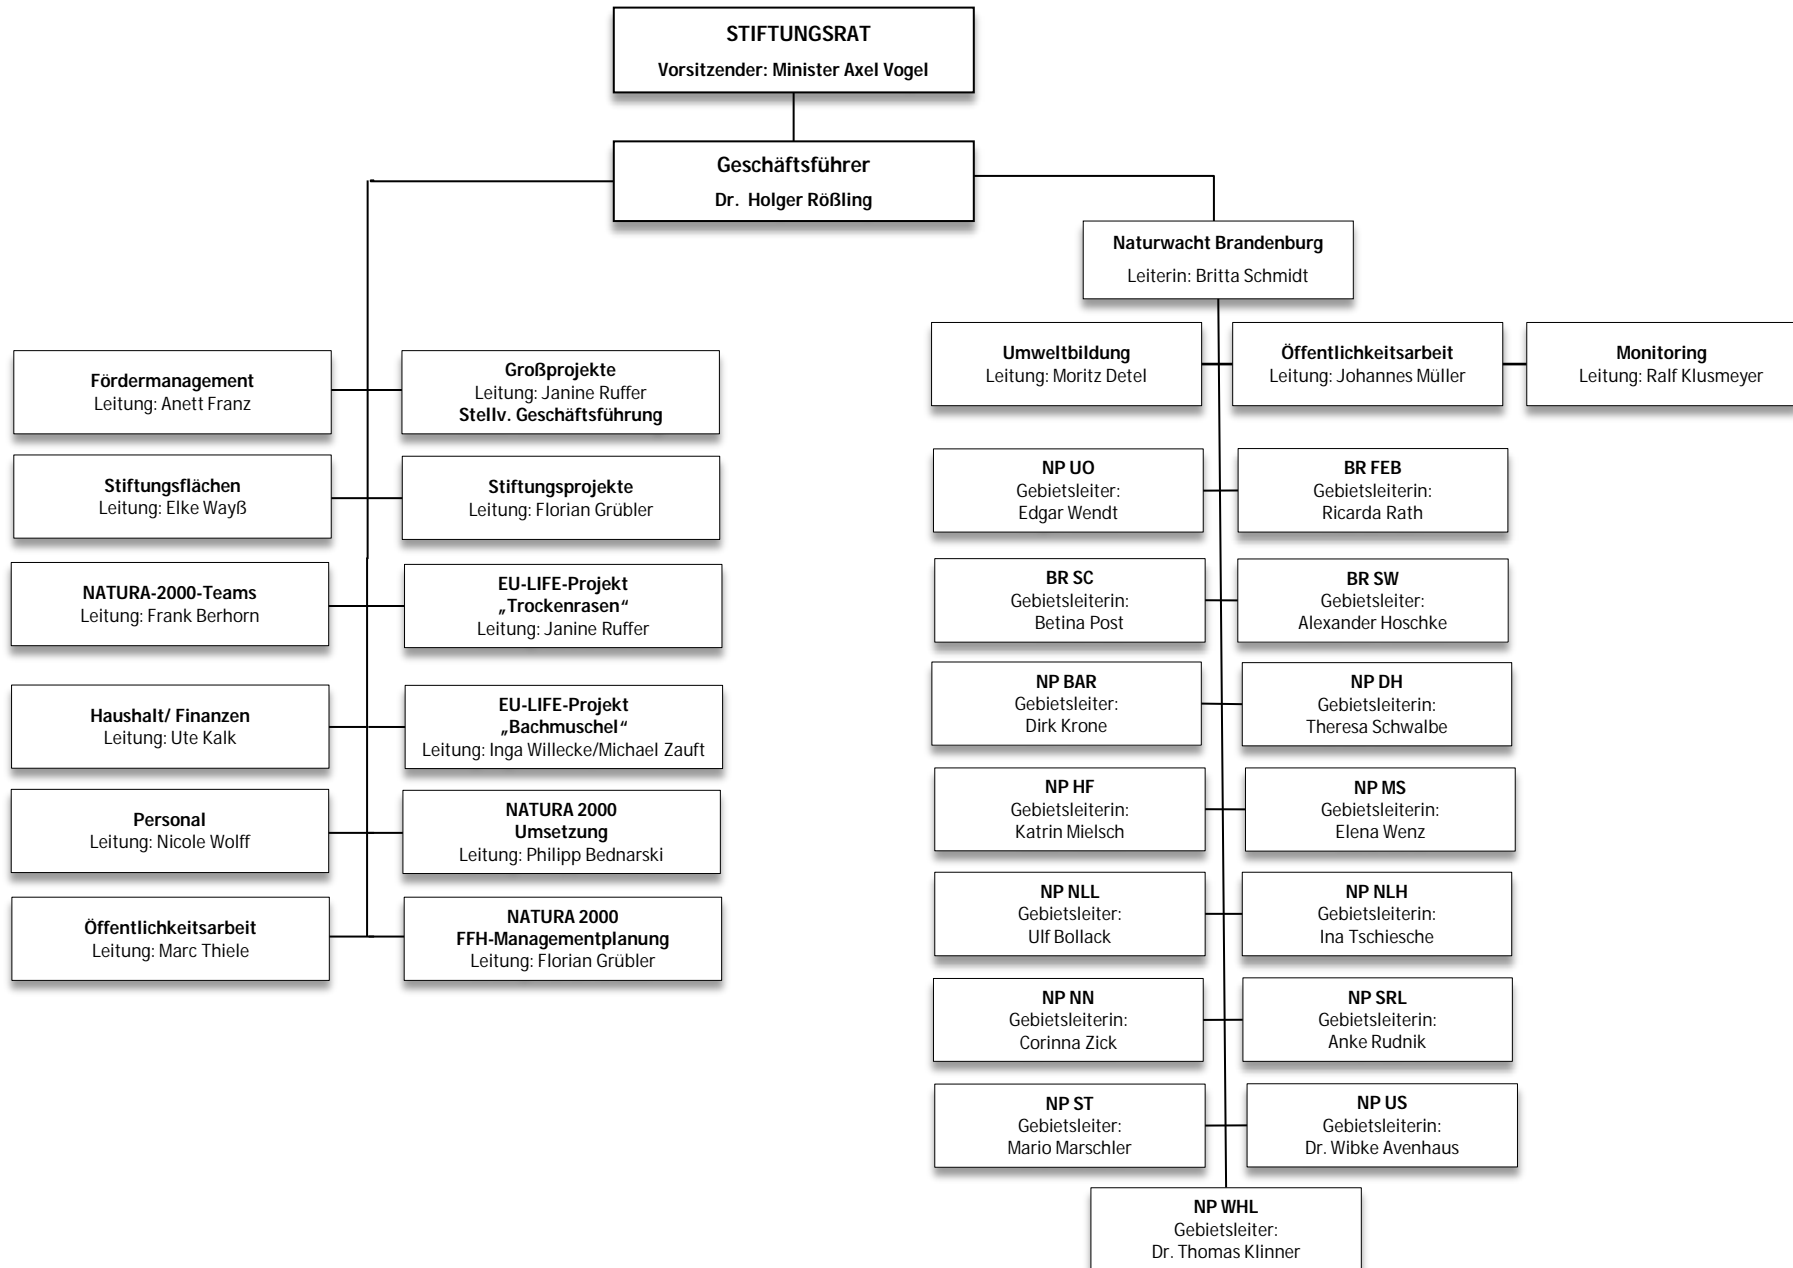 STIFTUNGSRAT
Vorsitzender: Minister Axel Vogel
Geschäftsführer
Dr. Holger Rößling
Naturwacht Brandenburg
Leiterin: Britta Schmidt
Fördermanagement
Leitung: Anett Franz
Großprojekte
Leitung: Janine Ruffer
Stellv. Geschäftsführung
Stiftungsflächen
Leitung: Elke Wayß
Stiftungsprojekte
Leitung: Florian Grübler
NATURA-2000-Teams
Leitung: Frank Berhorn
EU-LIFE-Projekt
„Trockenrasen“
Leitung: Janine Ruffer
Haushalt/ Finanzen
Leitung: Ute Kalk
EU-LIFE-Projekt
„Bachmuschel“
Leitung: Inga Willecke/Michael Zauft
Personal
Leitung: Nicole Wolff
NATURA 2000
Umsetzung
Leitung: Philipp Bednarski
Öffentlichkeitsarbeit
Leitung: Marc Thiele
NATURA 2000
FFH-Managementplanung
Leitung: Florian Grübler
Umweltbildung
Leitung: Moritz Detel
Öffentlichkeitsarbeit
Leitung: Johannes Müller
Monitoring
Leitung: Ralf Klusmeyer
NP UO
Gebietsleiter:
Edgar Wendt
BR FEB
Gebietsleiterin:
Ricarda Rath
BR SC
Gebietsleiterin:
Betina Post
BR SW
Gebietsleiter:
Alexander Hoschke
NP BAR
Gebietsleiter:
Dirk Krone
NP DH
Gebietsleiterin:
Theresa Schwalbe
NP HF
Gebietsleiterin:
Katrin Mielsch
NP MS
Gebietsleiterin:
Elena Wenz
NP NLL
Gebietsleiter:
Ulf Bollack
NP NLH
Gebietsleiterin:
Ina Tschiesche
NP NN
Gebietsleiterin:
Corinna Zick
NP SRL
Gebietsleiterin:
Anke Rudnik
NP ST
Gebietsleiter:
Mario Marschler
NP US
Gebietsleiterin:
Dr. Wibke Avenhaus
NP WHL
Gebietsleiter:
Dr. Thomas Klinner